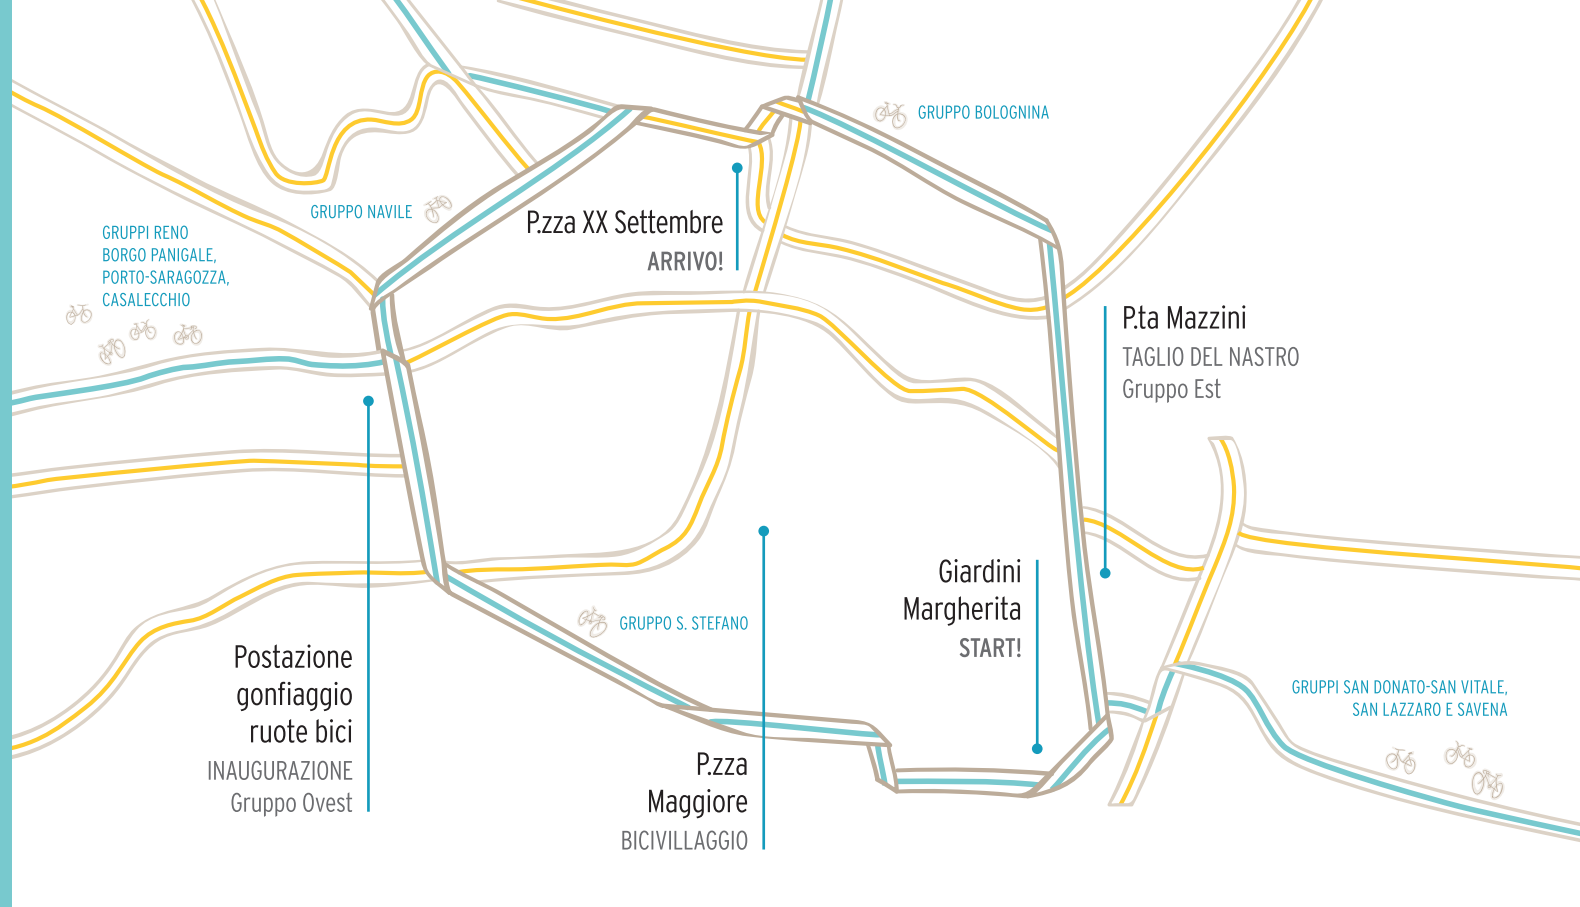 GRUPPO BOLOGNINA
GRUPPO NAVILE
GRUPPI RENO
BORGO PANIGALE,
PORTO-SARAGOZZA,
CASALECCHIO
P.zza XX Settembre
ARRIVO!
P.ta Mazzini
TAGLIO DEL NASTRO
Gruppo Est
Giardini
Margherita
START!
GRUPPO S. STEFANO
Postazione
gonfiaggio
ruote bici
INAUGURAZIONE
Gruppo Ovest
P.zza
Maggiore
BICIVILLAGGIO
GRUPPI SAN DONATO-SAN VITALE,
SAN LAZZARO E SAVENA